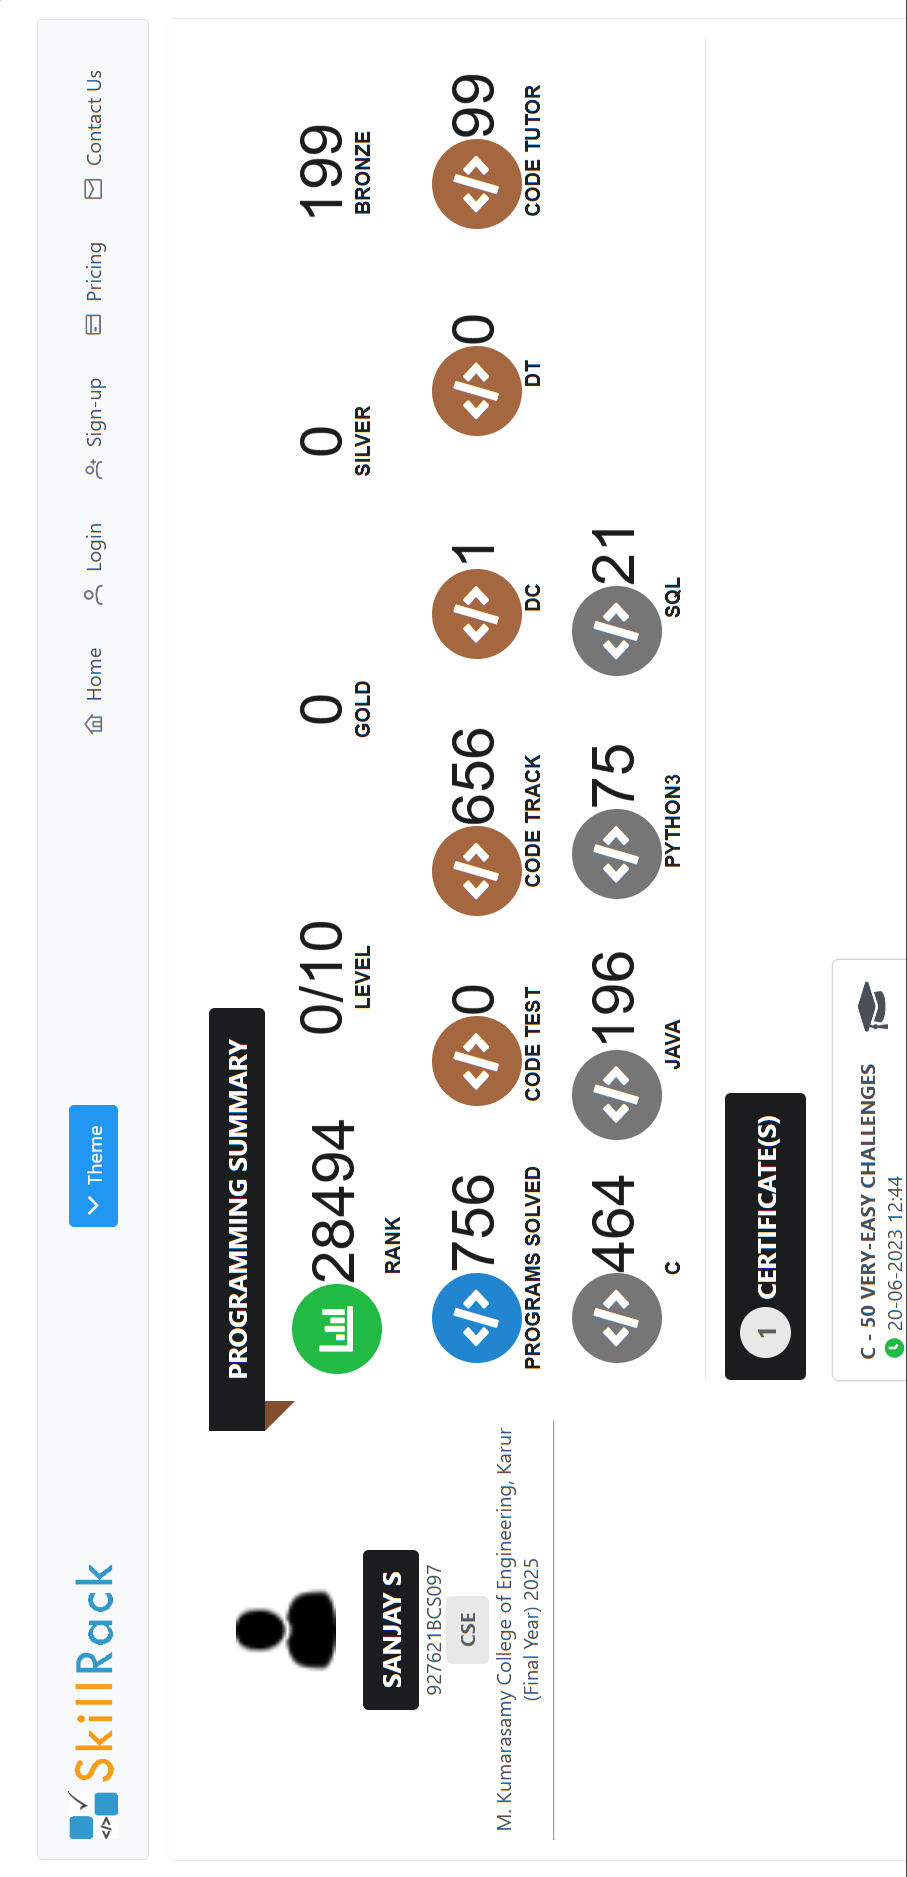 SkillRack
Theme
Home
Login
Sign-up
Pricing
Contact Us
SANJAY S
927621BCS097
CSE
M. Kumarasamy College of Engineering, Karur
(Final Year) 2025
PROGRAMMING SUMMARY
28494
RANK
0/10
LEVEL
0
GOLD
0
SILVER
199
BRONZE
756
PROGRAMS SOLVED
0
CODE TEST
656
CODE TRACK
1
DC
0
DT
99
CODE TUTOR
464
C
196
JAVA
75
PYTHON3
21
SQL
1 CERTIFICATE(S)
C - 50 VERY-EASY CHALLENGES
20-06-2023 12:44